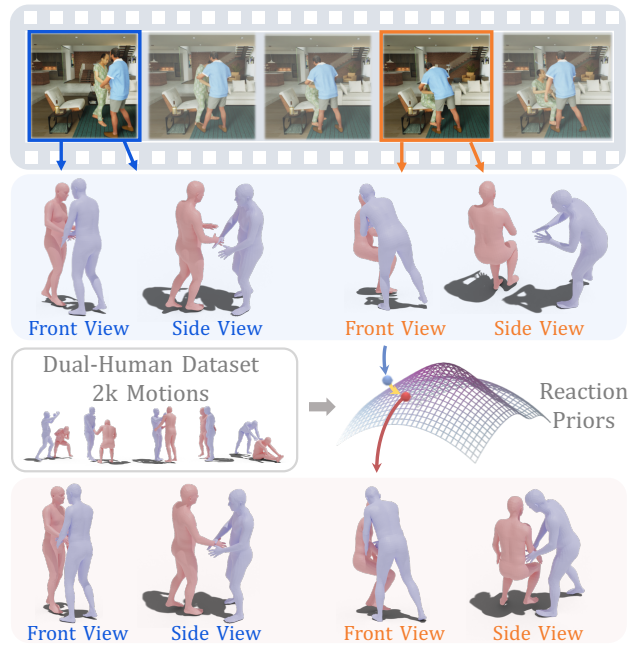 Front View Side View Front View Side View
Dual-Human Dataset
2k Motions
Reaction
Priors
Front View Side View Front View Side View